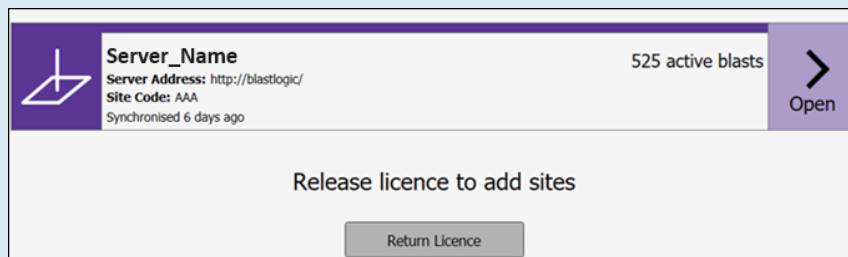 Server_Name
525 active blasts
Server Address: http://blastlogic/
Site Code: AAA
Synchronised 6 days ago
Open
Release licence to add sites
Return Licence